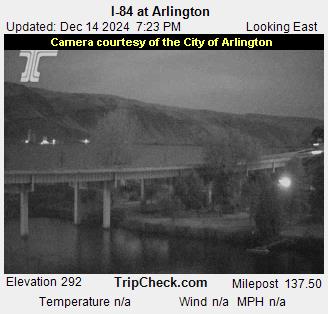 I-84 at Arlington
Updated: Dec 14 2024 7:23 PM Looking East
Camera courtesy of the City of Arlington
Elevation 292 TripCheck.com Milepost 137.50
Temperature n/a Wind n/a MPH n/a